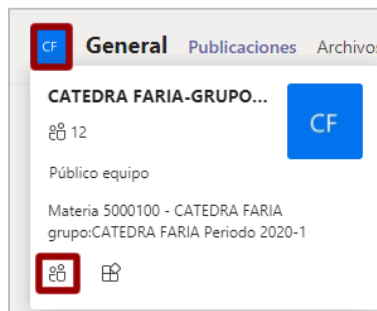 CF General Publicaciones Archivos
CATEDRA FARIA-GRUPO...
CF
12
Público equipo
Materia 5000100 - CATEDRA FARIA
grupo:CATEDRA FARIA Periodo 2020-1